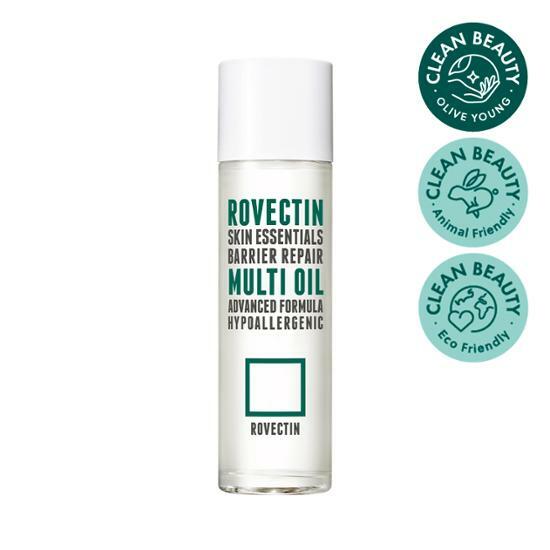 ROVECTIN
SKIN ESSENTIALS
BARRIER REPAIR
MULTI OIL
ADVANCED FORMULA
HYPOALLERGENIC
ROVECTIN
CLEAN BEAUTY
· OLIVE YOUNG ·
CLEAN BEAUTY
· Animal Friendly ·
CLEAN BEAUTY
· Eco Friendly ·